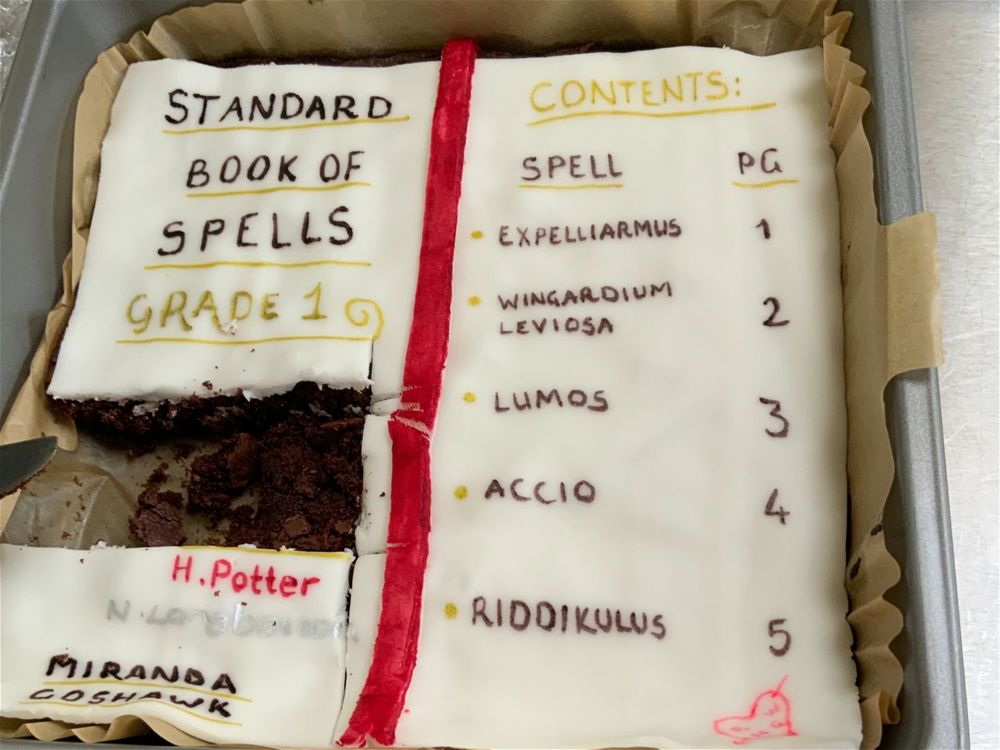 STANDARD
BOOK OF
SPELLS
GRADE 1
H. Potter
N. Longbottom
MIRANDA
GOSHAWK
CONTENTS:
SPELL PG
EXPELLIARMUS 1
WINGARDIUM
LEVIOSA 2
LUMOS 3
ACCIO 4
RIDDIKULUS 5